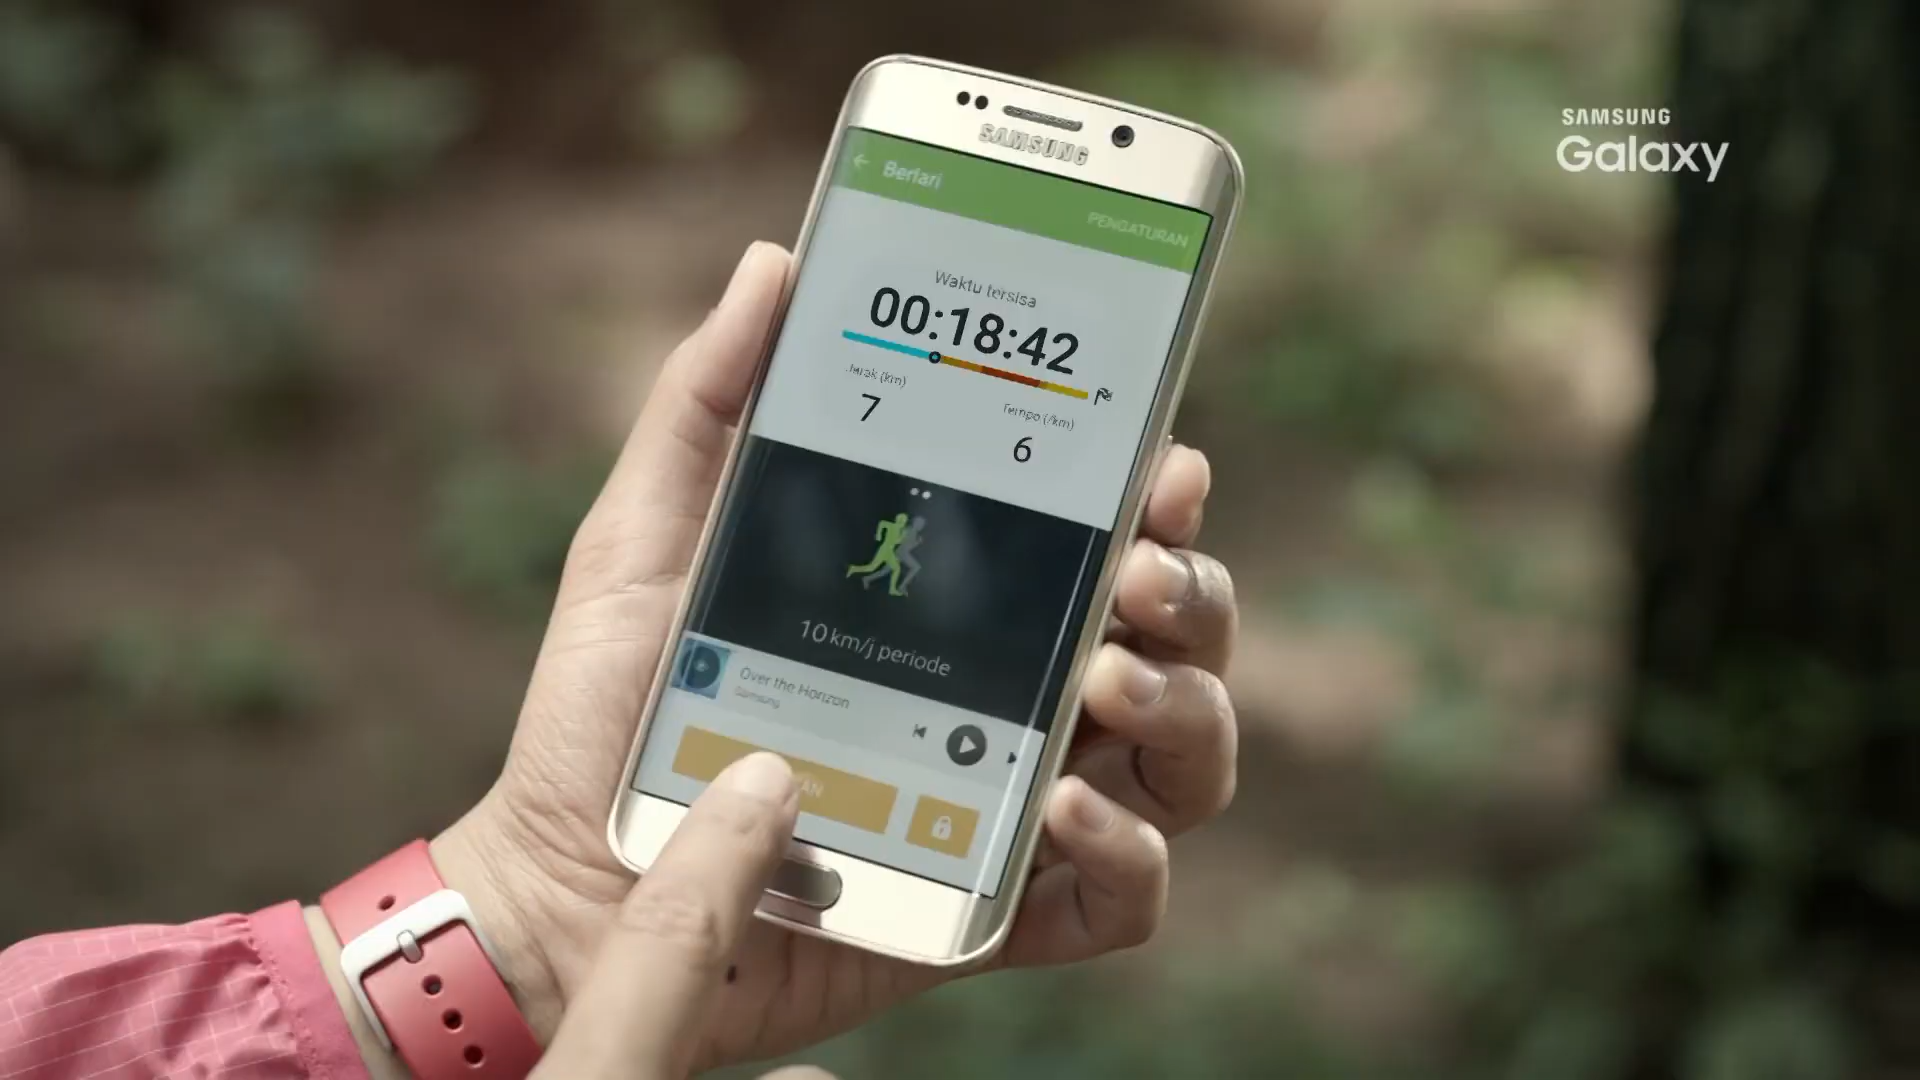 SAMSUNG
Galaxy
SAMSUNG
Berlari
PENGATURAN
Waktu tersisa
00:18:42
Jarak (km)
7
Tempo (/km)
6
10 km/j periode
Over the Horizon
Samsung